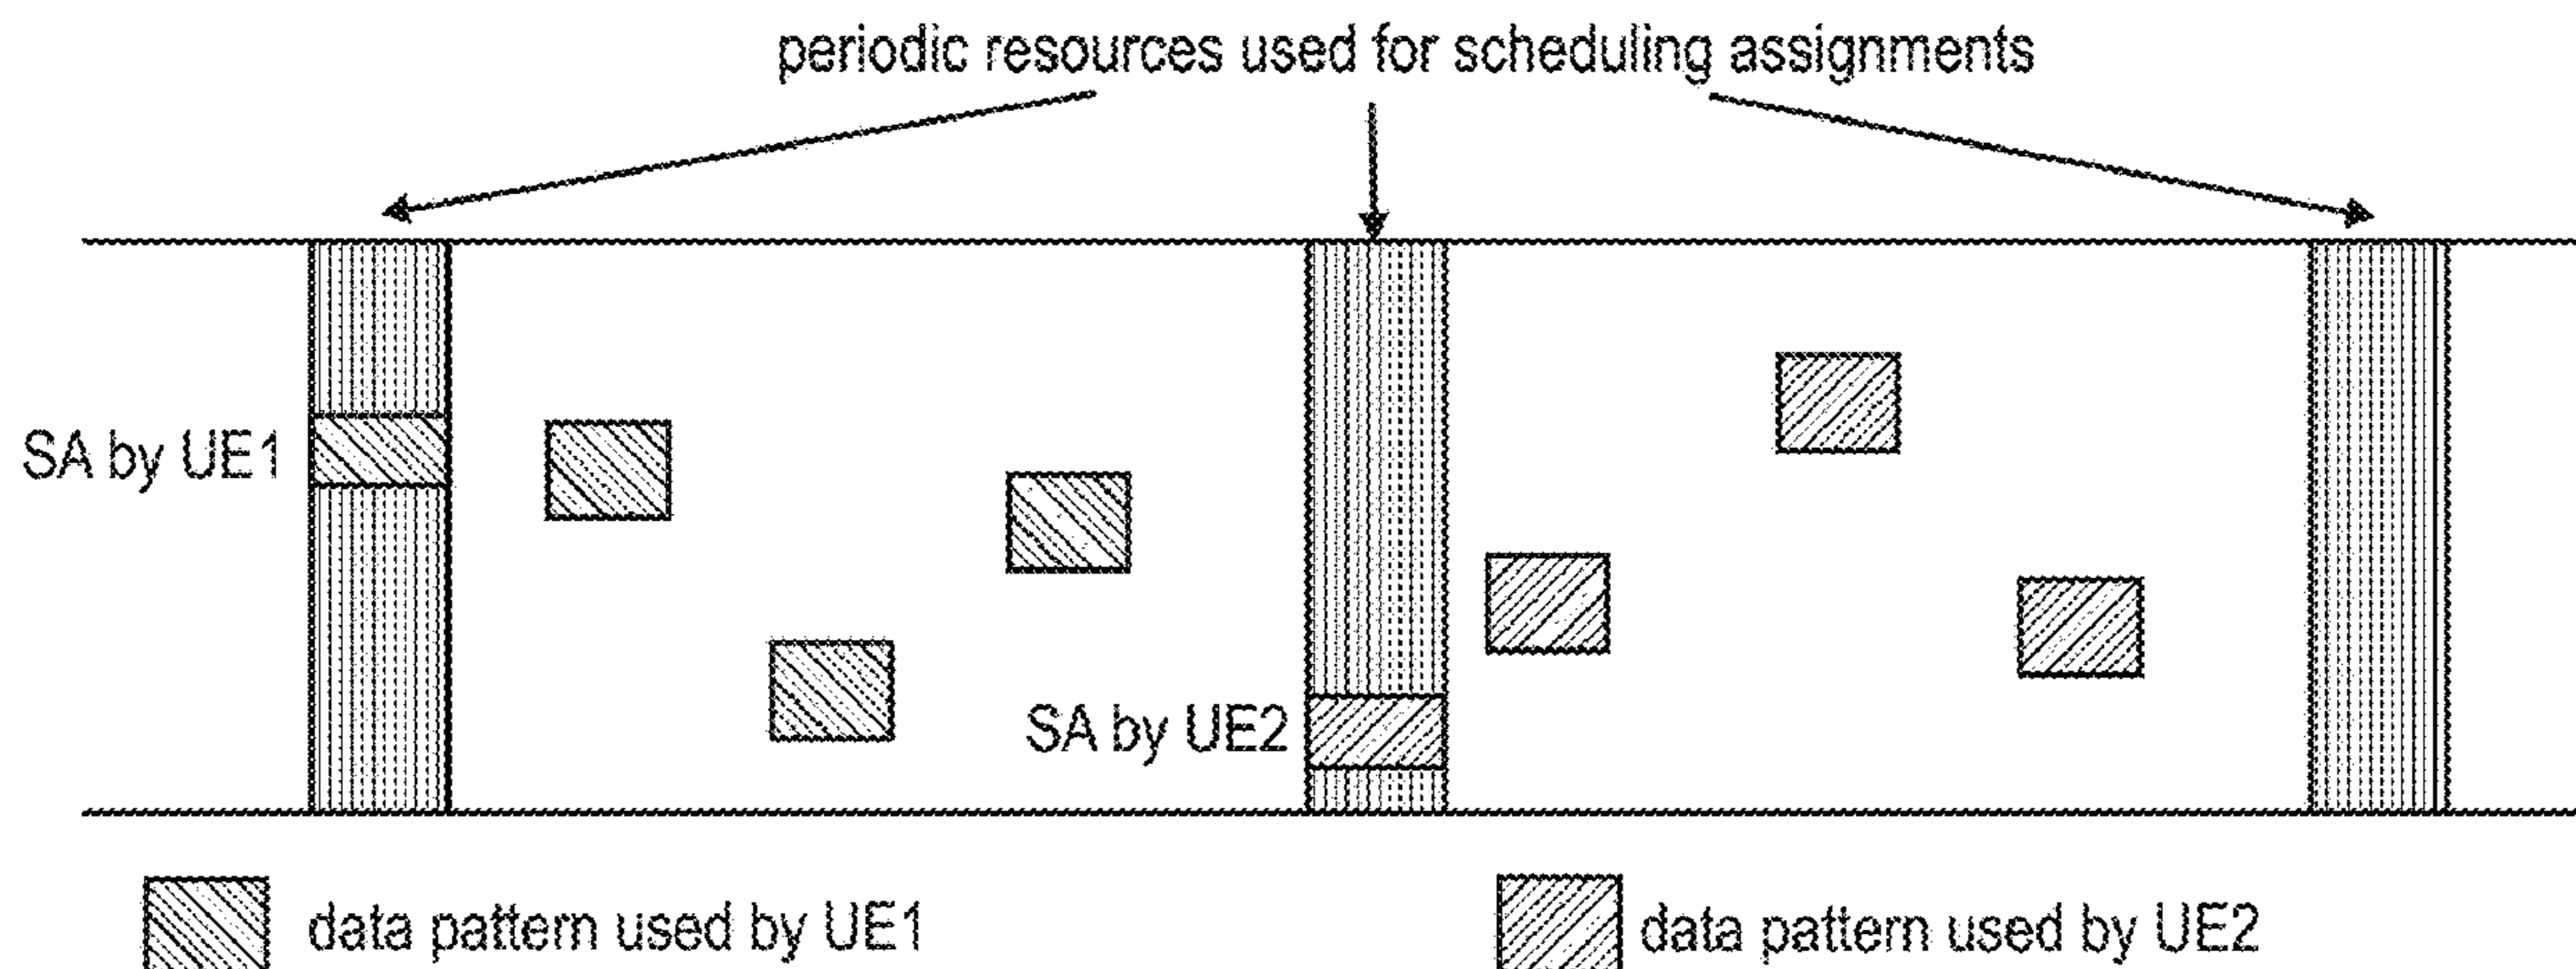 periodic resources used for scheduling assignments
SA by UE1
SA by UE2
data pattern used by UE1
data pattern used by UE2